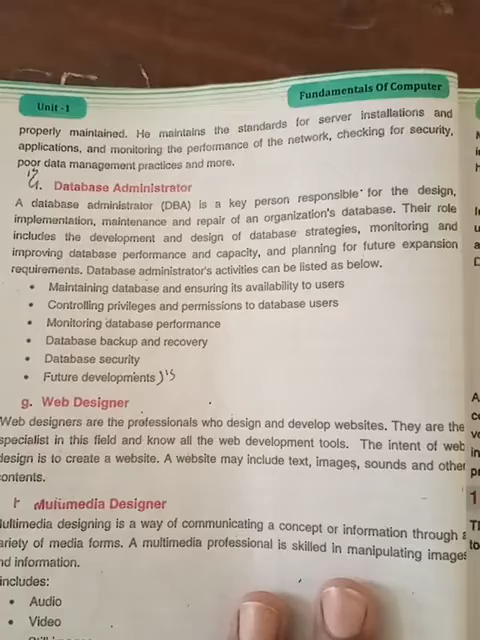 Unit -1
Fundamentals Of Computer
properly maintained. He maintains the standards for server installations and
applications, and monitoring the performance of the network, checking for security,
poor data management practices and more.
Database Administrator
A database administrator (DBA) is a key person responsible for the design,
implementation, maintenance and repair of an organization's database. Their role
includes the development and design of database strategies, monitoring and
improving database performance and capacity, and planning for future expansion
requirements. Database administrator's activities can be listed as below.
• Maintaining database and ensuring its availability to users
• Controlling privileges and permissions to database users
• Monitoring database performance
• Database backup and recovery
• Database security
• Future developments
g. Web Designer
Web designers are the professionals who design and develop websites. They are the
specialist in this field and know all the web development tools. The intent of web
design is to create a website. A website may include text, images, sounds and other
contents.
Multimedia Designer
Multimedia designing is a way of communicating a concept or information through a
variety of media forms. A multimedia professional is skilled in manipulating images
and information.
includes:
• Audio
• Video